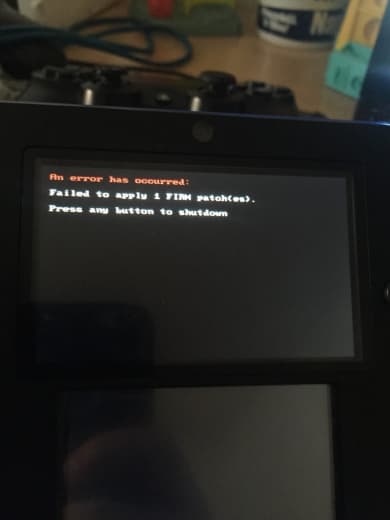 An error has occurred:
Failed to apply 1 FIRM patch(es).
Press any button to shutdown